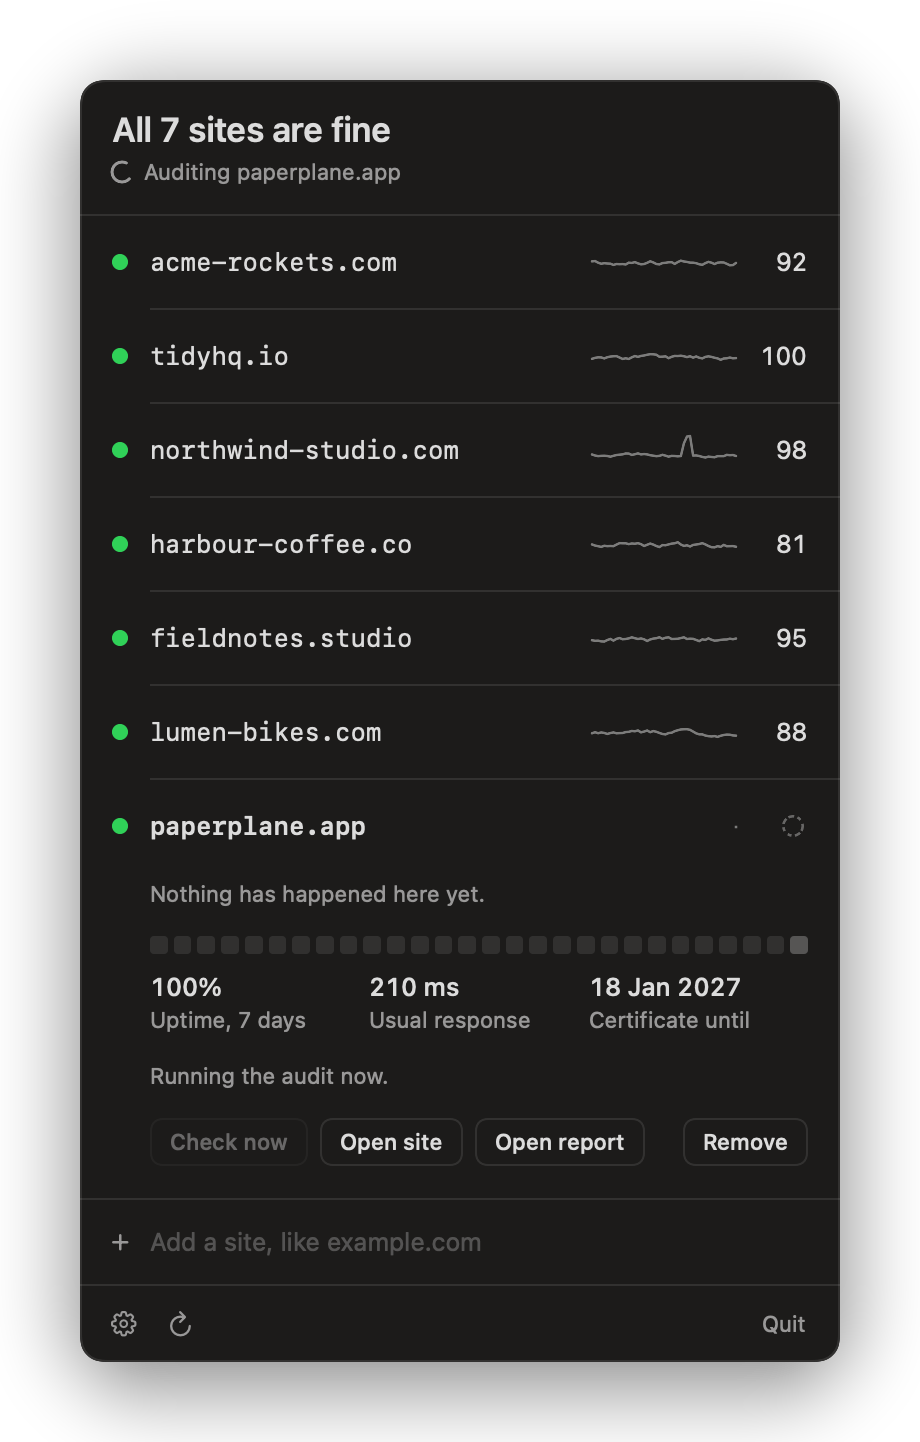 All 7 sites are fine
Auditing paperplane.app
acme-rockets.com 92
tidyhq.io 100
northwind-studio.com 98
harbour-coffee.co 81
fieldnotes.studio 95
lumen-bikes.com 88
paperplane.app
Nothing has happened here yet.
100% 210 ms 18 Jan 2027
Uptime, 7 days Usual response Certificate until
Running the audit now.
Check now Open site Open report Remove
+ Add a site, like example.com
Quit